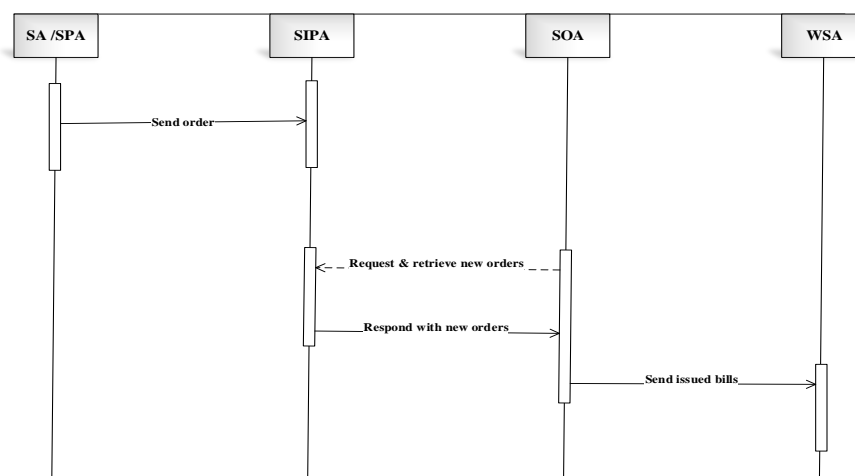 SA /SPA
SIPA
SOA
WSA
Send order
Request & retrieve new orders
Respond with new orders
Send issued bills